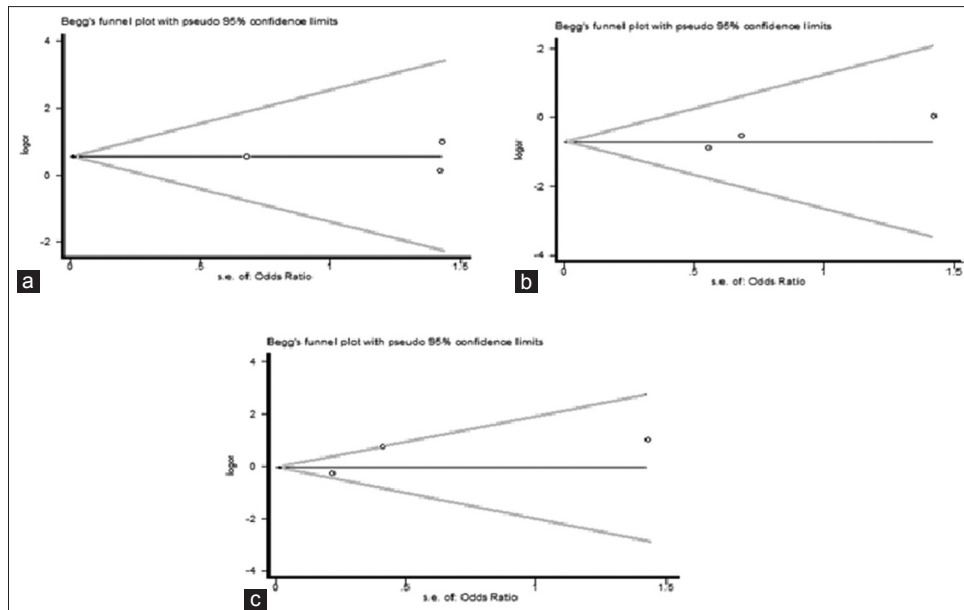 Begg's funnel plot with pseudo 95% confidence limits
4
2
0
-2
logor
0
.5
1
1.5
s.e. of: Odds Ratio
a
Begg's funnel plot with pseudo 95% confidence limits
2
0
-2
-4
logor
0
.5
1
1.5
s.e. of: Odds Ratio
b
Begg's funnel plot with pseudo 95% confidence limits
4
2
0
-2
-4
logor
0
.5
1
1.5
s.e. of: Odds Ratio
c